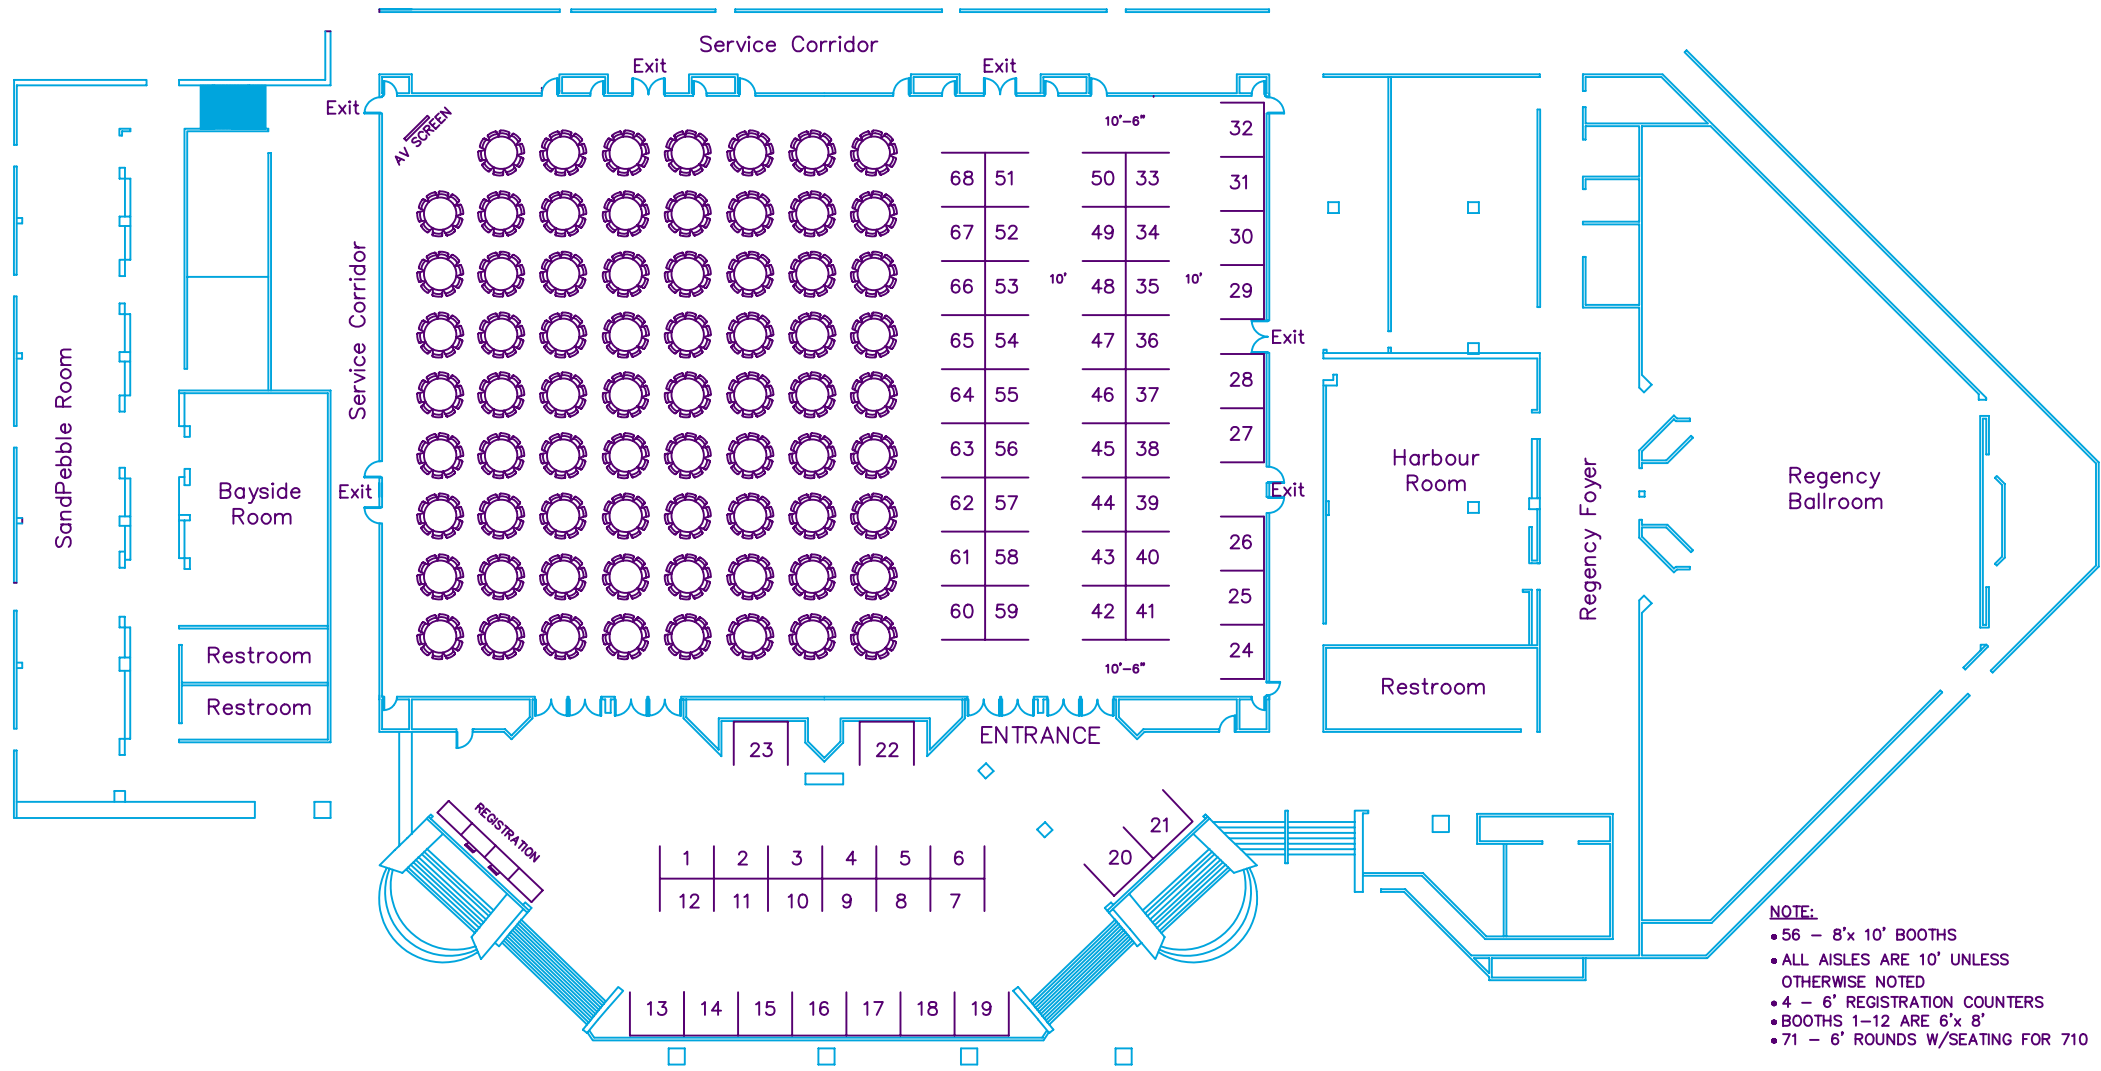 Service Corridor
Exit
Exit
Exit
AV SCREEN
10'-6"
32
31
30
29
68 51
50 33
67 52
49 34
66 53
10'
48 35
10'
65 54
47 36
Exit
64 55
46 37
28
63 56
45 38
27
62 57
44 39
Exit
61 58
43 40
26
60 59
42 41
25
24
10'-6"
Service Corridor
Exit
SandPebble Room
Bayside
Room
Restroom
Restroom
Harbour
Room
Restroom
Regency Foyer
Regency
Ballroom
23
22
ENTRANCE
REGISTRATION
21
20
1 2 3 4 5 6
12 11 10 9 8 7
13 14 15 16 17 18 19
NOTE:
• 56 - 8'x 10' BOOTHS
• ALL AISLES ARE 10' UNLESS
OTHERWISE NOTED
• 4 - 6' REGISTRATION COUNTERS
• BOOTHS 1-12 ARE 6'x 8'
• 71 - 6' ROUNDS W/SEATING FOR 710